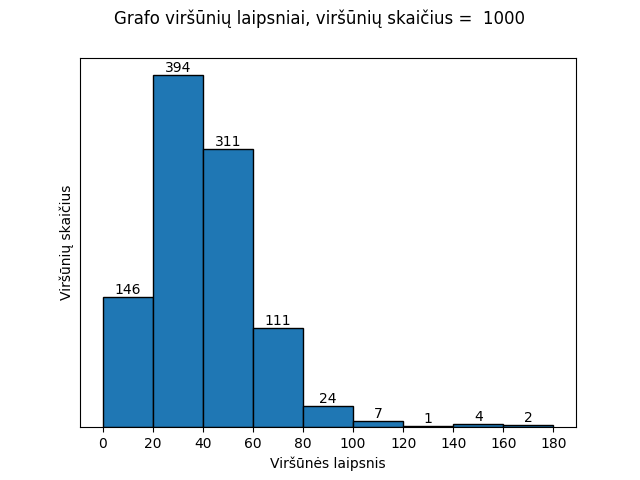 Grafo viršūnių laipsniai, viršūnių skaičius =  1000
394
311
146
111
24
7
1
4
2
Viršūnių skaičius
0 20 40 60 80 100 120 140 160 180
Viršūnės laipsnis